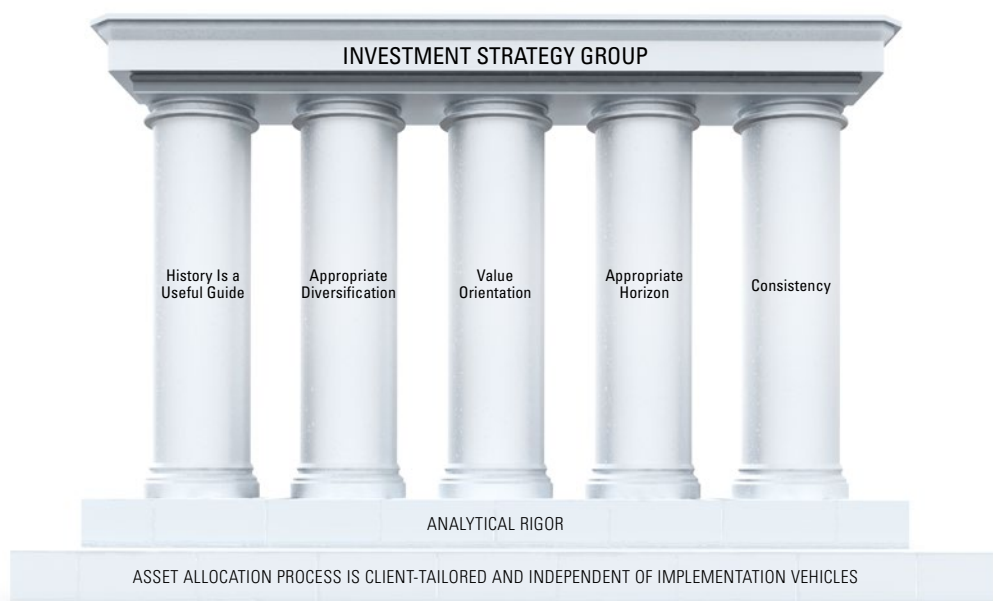 INVESTMENT STRATEGY GROUP
History Is a
Useful Guide
Appropriate
Diversification
Value
Orientation
Appropriate
Horizon
Consistency
ANALYTICAL RIGOR
ASSET ALLOCATION PROCESS IS CLIENT-TAILORED AND INDEPENDENT OF IMPLEMENTATION VEHICLES